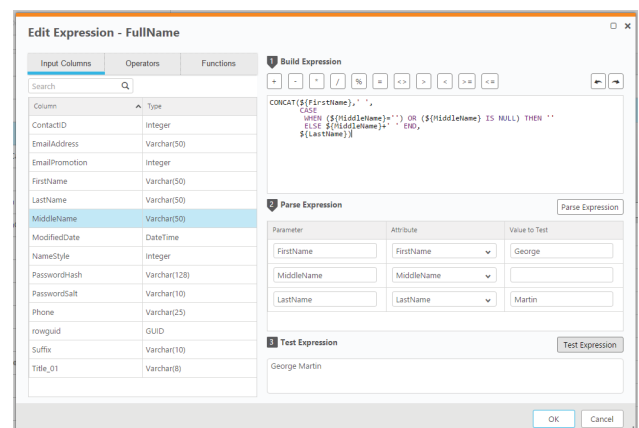 Edit Expression - FullName
Input Columns
Operators
Functions
Search
Column
Type
ContactID
Integer
EmailAddress
Varchar(50)
EmailPromotion
Integer
FirstName
Varchar(50)
LastName
Varchar(50)
MiddleName
Varchar(50)
ModifiedDate
DateTime
NameStyle
Integer
PasswordHash
Varchar(128)
PasswordSalt
Varchar(10)
Phone
Varchar(25)
rowguid
GUID
Suffix
Varchar(10)
Title_01
Varchar(8)
1 Build Expression
+ - * / % = <> > < >= <=
CONCAT(${FirstName},' ',
CASE
WHEN (${MiddleName}='') OR (${MiddleName} IS NULL) THEN ''
ELSE ${MiddleName}+' ' END,
${LastName})
2 Parse Expression
Parse Expression
Parameter
Attribute
Value to Test
FirstName
FirstName
George
MiddleName
MiddleName
LastName
LastName
Martin
3 Test Expression
Test Expression
George Martin
OK
Cancel